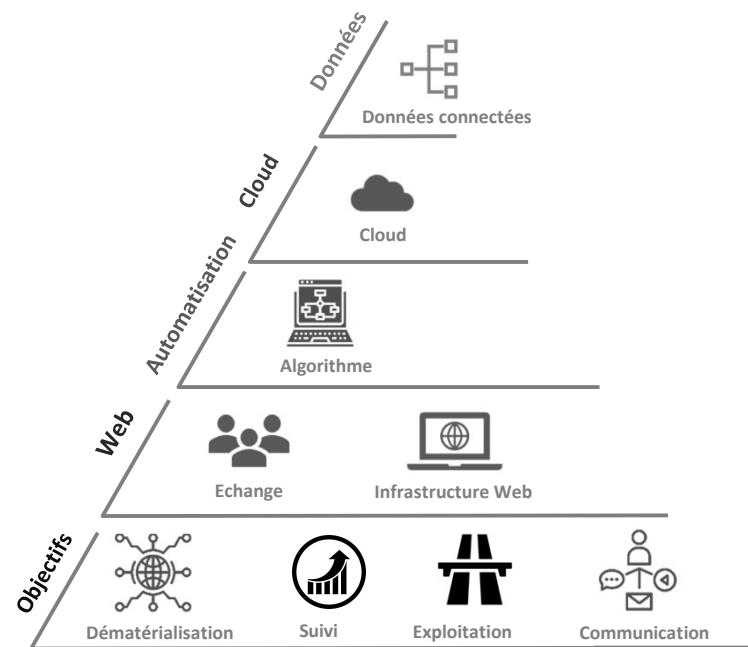 Données
Données connectées
Cloud
Cloud
Automatisation
Algorithme
Web
Echange
Infrastructure Web
Objectifs
Dématérialisation
Suivi
Exploitation
Communication